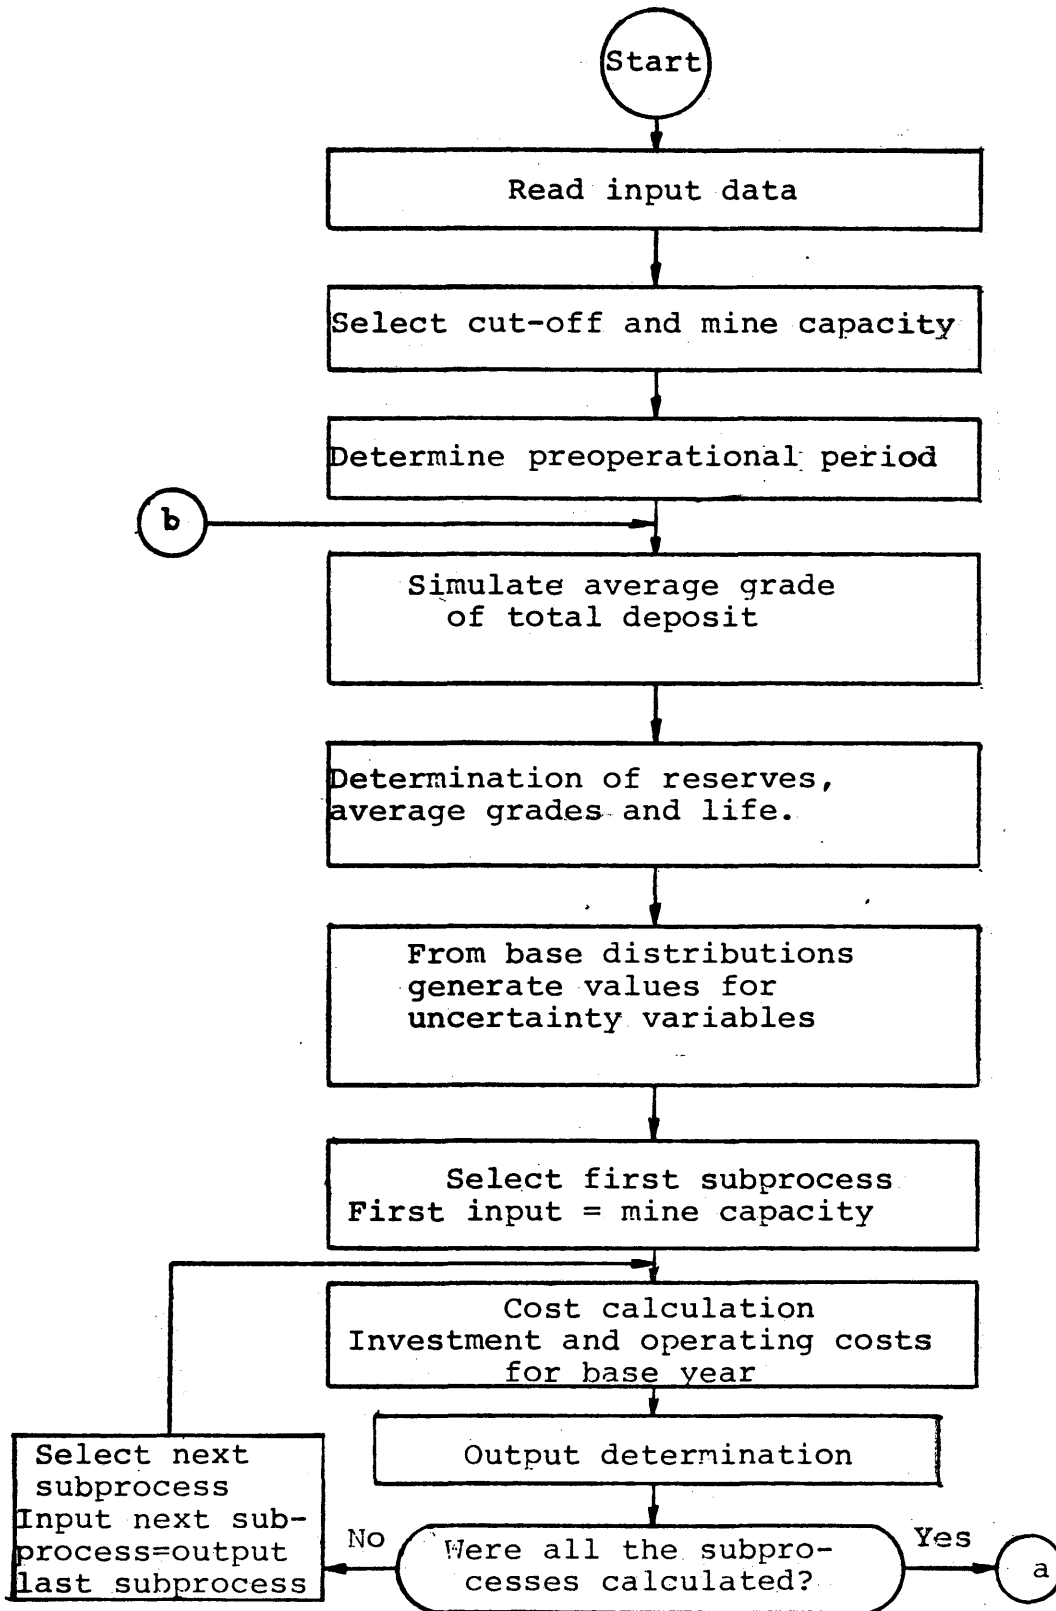 Start
Read input data
Select cut-off and mine capacity
Determine preoperational period
b
Simulate average grade
of total deposit
Determination of reserves,
average grades and life.
From base distributions
generate values for
uncertainty variables
Select first subprocess
First input = mine capacity
Cost calculation
Investment and operating costs
for base year
Output determination
Select next
subprocess
Input next sub-
process=output
last subprocess
No
Were all the subpro-
cesses calculated?
Yes
a